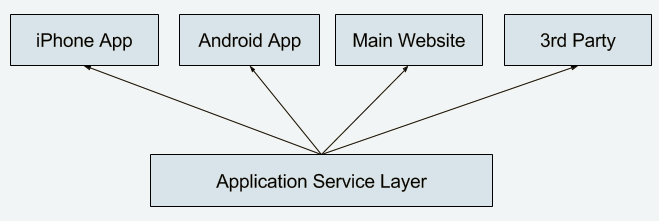 iPhone App
Android App
Main Website
3rd Party
Application Service Layer